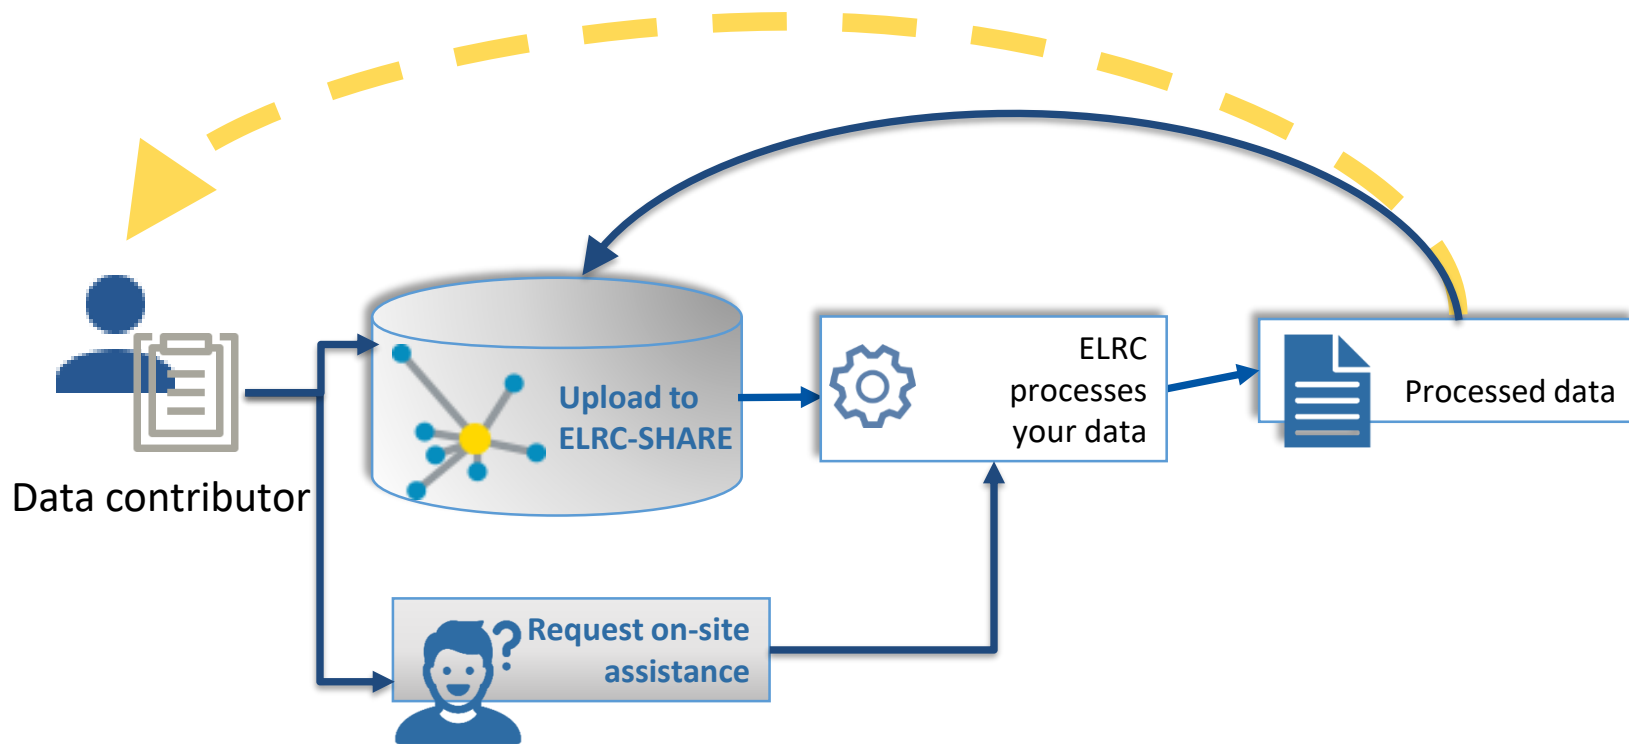 Data contributor
Upload to
ELRC-SHARE
Request on-site
assistance
ELRC
processes
your data
Processed data